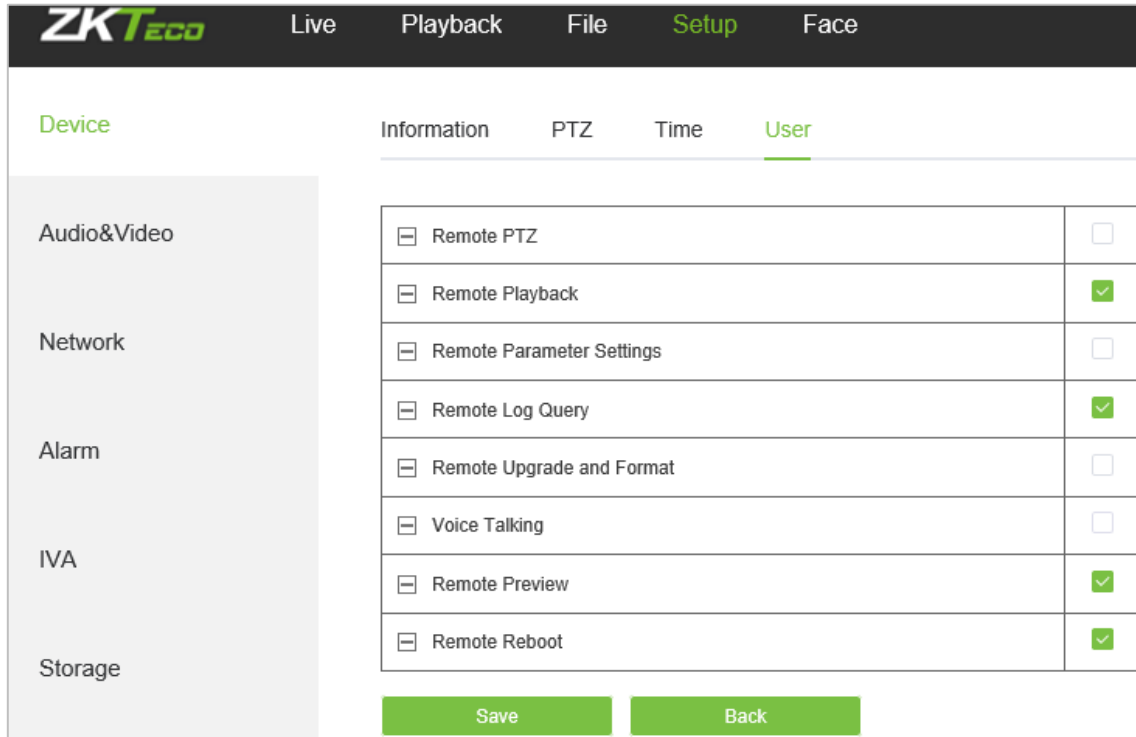 ZKTECO Live Playback File Setup Face
Device
Information PTZ Time User
Audio&Video
Network
Alarm
IVA
Storage
Remote PTZ
Remote Playback
Remote Parameter Settings
Remote Log Query
Remote Upgrade and Format
Voice Talking
Remote Preview
Remote Reboot
Save Back